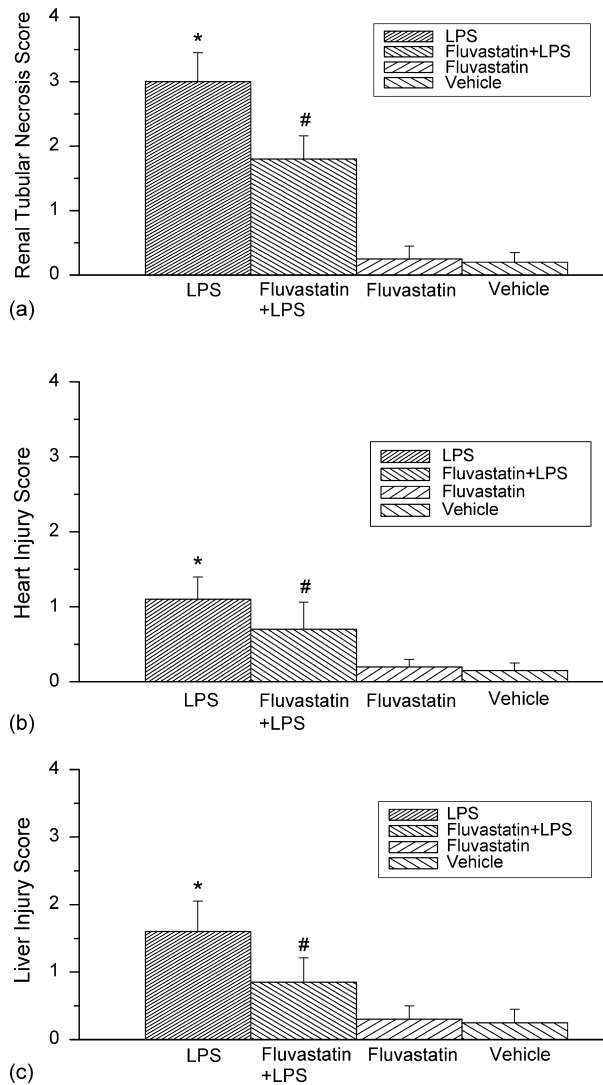 Renal Tubular Necrosis Score
4
3
2
1
0
*
#
LPS
Fluvastatin+LPS
Fluvastatin
Vehicle
LPS
Fluvastatin
+LPS
Fluvastatin
Vehicle
(a)
Heart Injury Score
4
3
2
1
0
*
#
LPS
Fluvastatin+LPS
Fluvastatin
Vehicle
LPS
Fluvastatin
+LPS
Fluvastatin
Vehicle
(b)
Liver Injury Score
4
3
2
1
0
*
#
LPS
Fluvastatin+LPS
Fluvastatin
Vehicle
LPS
Fluvastatin
+LPS
Fluvastatin
Vehicle
(c)